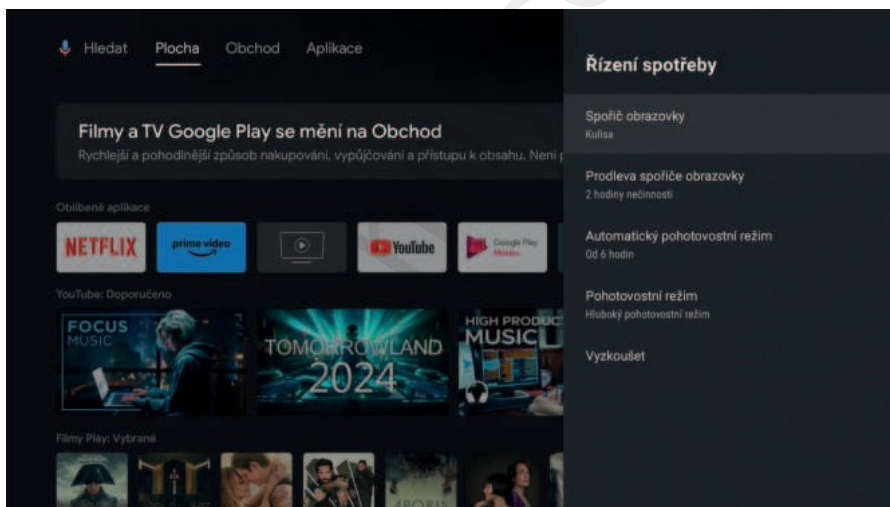 Hledat Plocha Obchod Aplikace
Filmy a TV Google Play se mění na Obchod
Rychlejší a pohodlnější způsob nakupování, vypůjčování a přístupu k obsahu. Není
Oblíbené aplikace
NETFLIX
prime video
YouTube
Google Play
Movies
YouTube: Doporučeno
FOCUS
MUSIC
TOMORROWLAND
2024
HIGH PRODUC
MUSIC
Filmy Play: Vybrané
Řízení spotřeby
Spořič obrazovky
Kulisa
Prodleva spořiče obrazovky
2 hodiny nečinnosti
Automatický pohotovostní režim
Od 6 hodin
Pohotovostní režim
Hluboký pohotovostní režim
Vyzkoušet